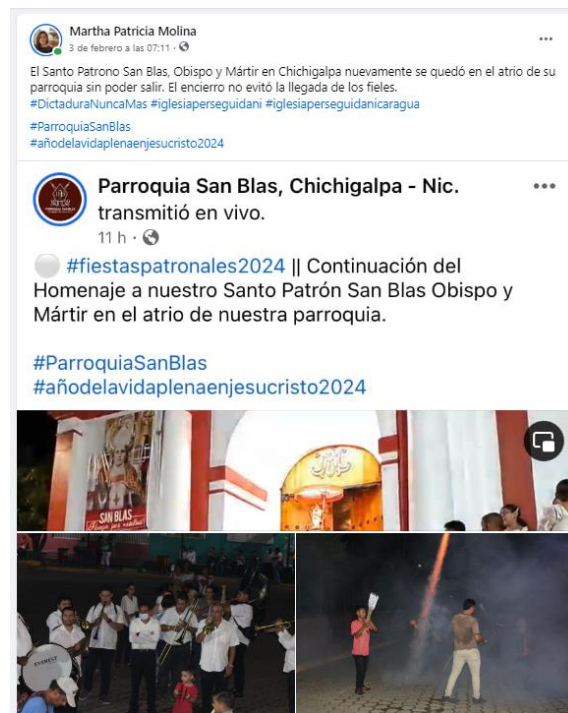 Martha Patricia Molina
3 de febrero a las 07:11 ·
El Santo Patrono San Blas, Obispo y Mártir en Chichigalpa nuevamente se quedó en el atrio de su
parroquia sin poder salir. El encierro no evitó la llegada de los fieles.
#DictaduraNuncaMas #iglesiaperseguidani #iglesiaperseguidanicaragua
#ParroquiaSanBlas
#añodelavidaplenaenjesucristo2024
Parroquia San Blas, Chichigalpa - Nic.
transmitió en vivo.
11 h ·
#fiestaspatronales2024 || Continuación del
Homenaje a nuestro Santo Patrón San Blas Obispo y
Mártir en el atrio de nuestra parroquia.
#ParroquiaSanBlas
#añodelavidaplenaenjesucristo2024
SAN BLAS
EVEREST